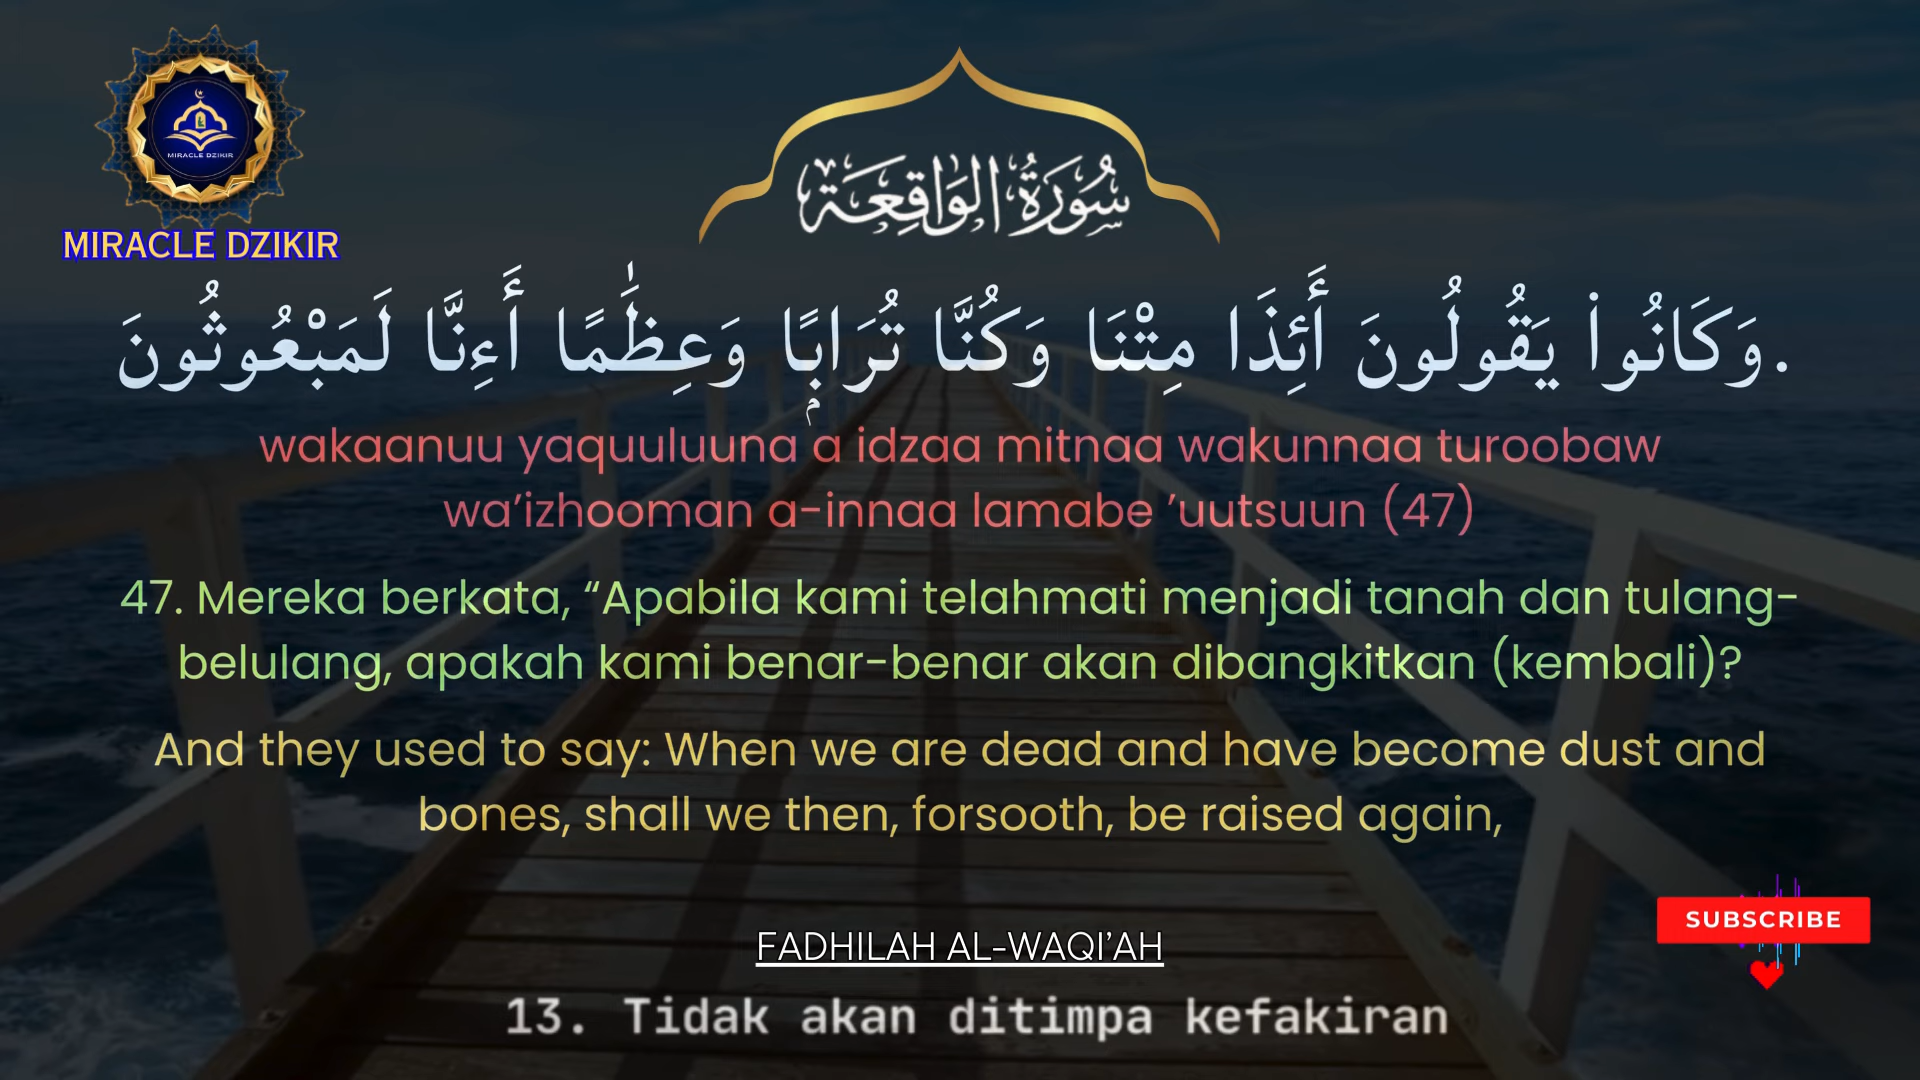 MIRACLE DZIKIR
MIRACLE DZIKIR
سُورَةُ الوَاقِعَة
وَكَانُوا۟ يَقُولُونَ أَئِذَا مِتْنَا وَكُنَّا تُرَابًۭا وَعِظَٰمًا أَءِنَّا لَمَبْعُوثُونَ.
wakaanuu yaquuluuna a idzaa mitnaa wakunnaa turoobaw
wa’izhooman a-innaa lamabe ’uutsuun (47)
47. Mereka berkata, “Apabila kami telahmati menjadi tanah dan tulang-
belulang, apakah kami benar-benar akan dibangkitkan (kembali)?
And they used to say: When we are dead and have become dust and
bones, shall we then, forsooth, be raised again,
SUBSCRIBE
FADHILAH AL-WAQI’AH
13. Tidak akan ditimpa kefakiran